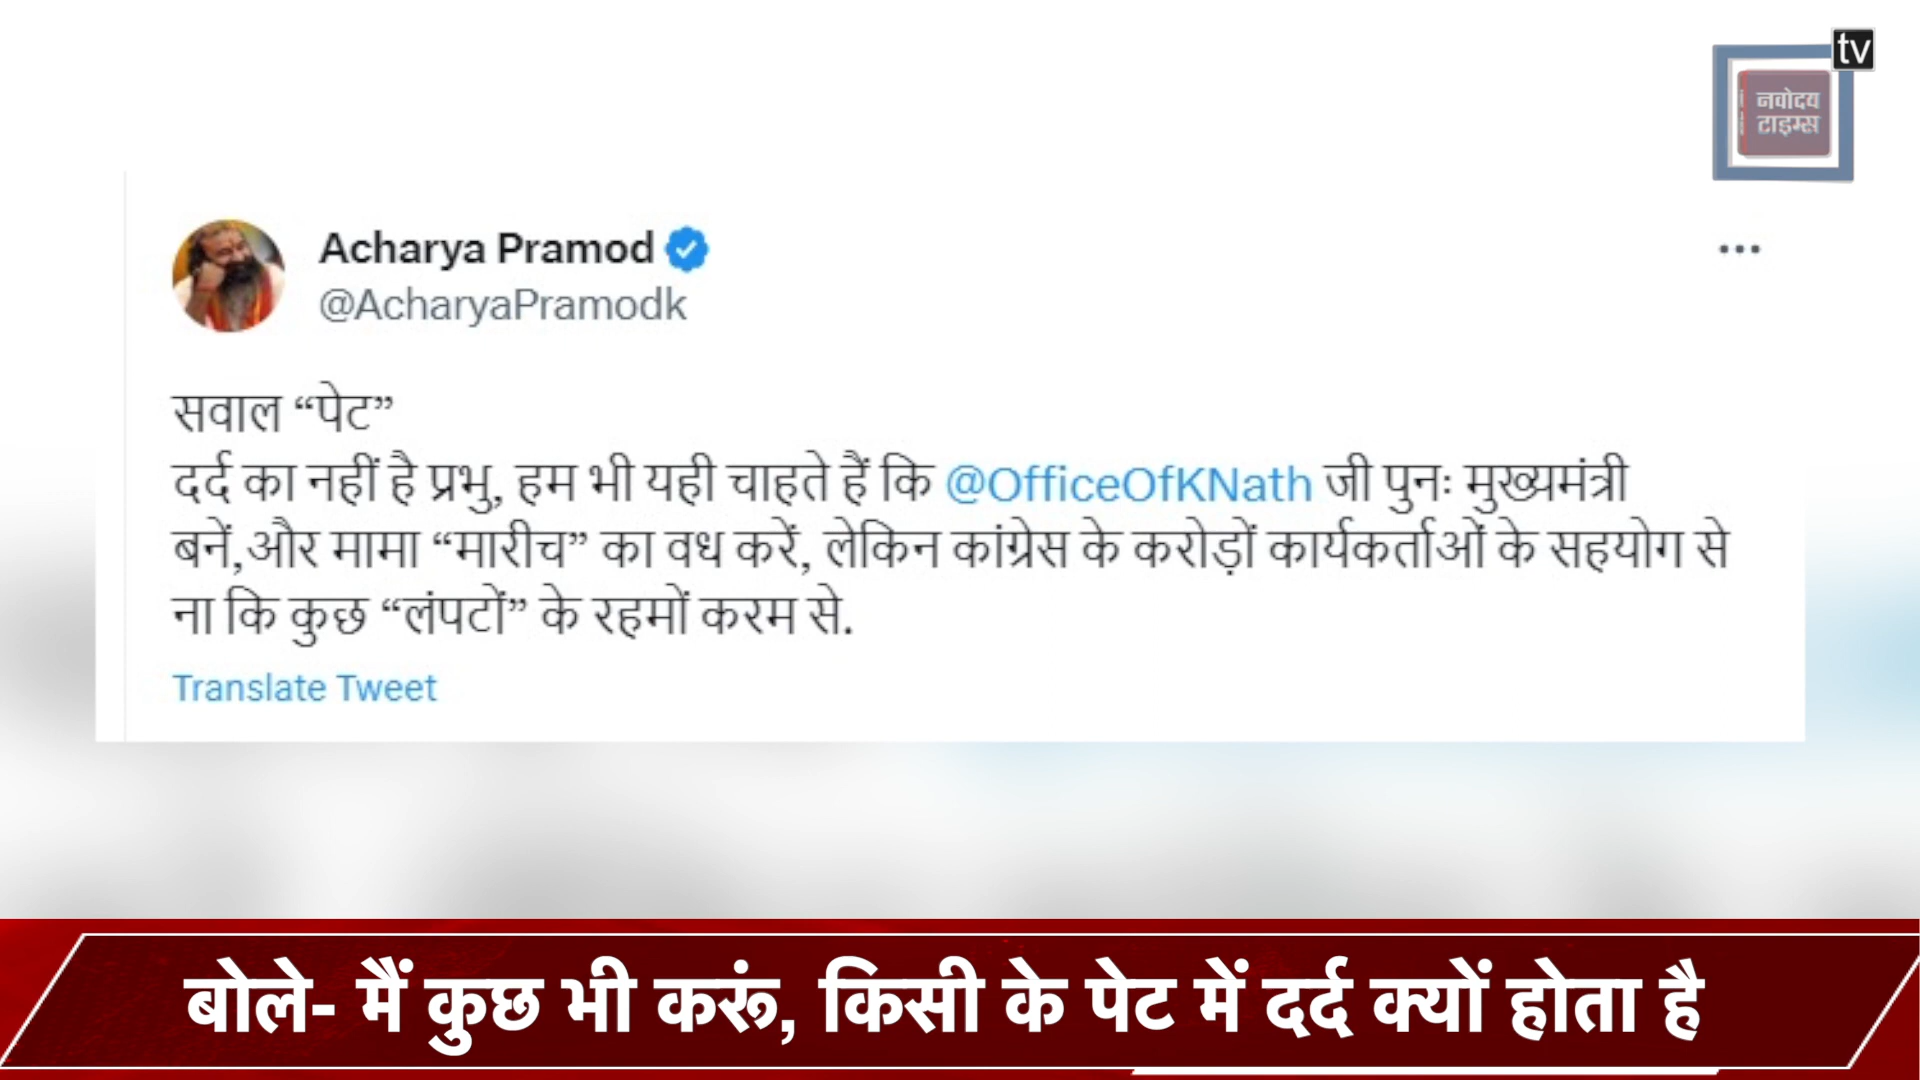 tv
नवोदय
टाइम्स
Acharya Pramod
@AcharyaPramodk
सवाल “पेट”
दर्द का नहीं है प्रभु, हम भी यही चाहते हैं कि @OfficeOfKNath जी पुनः मुख्यमंत्री
बनें,और मामा “मारीच” का वध करें, लेकिन कांग्रेस के करोड़ों कार्यकर्ताओं के सहयोग से
ना कि कुछ “लंपटों” के रहमों करम से.
Translate Tweet
बोले- मैं कुछ भी करूं, किसी के पेट में दर्द क्यों होता है